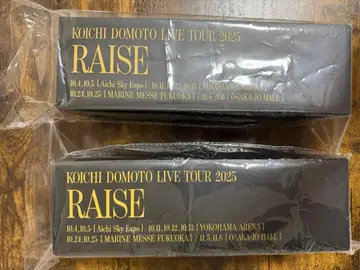 KOICHI DOMOTO LIVE TOUR 2025
RAISE
10.4,10.5 [Aichi Sky Expo] / 10.11,10.12,10.13 [YOKOHAMA ARENA]
10.24,10.25 [MARINE MESSE FUKUOKA] / 11.5,11.6 [OSAKA-JO HALL]
KOICHI DOMOTO LIVE TOUR 2025
RAISE
10.4,10.5 [Aichi Sky Expo] / 10.11,10.12,10.13 [YOKOHAMA ARENA]
10.24,10.25 [MARINE MESSE FUKUOKA] / 11.5,11.6 [OSAKA-JO HALL]